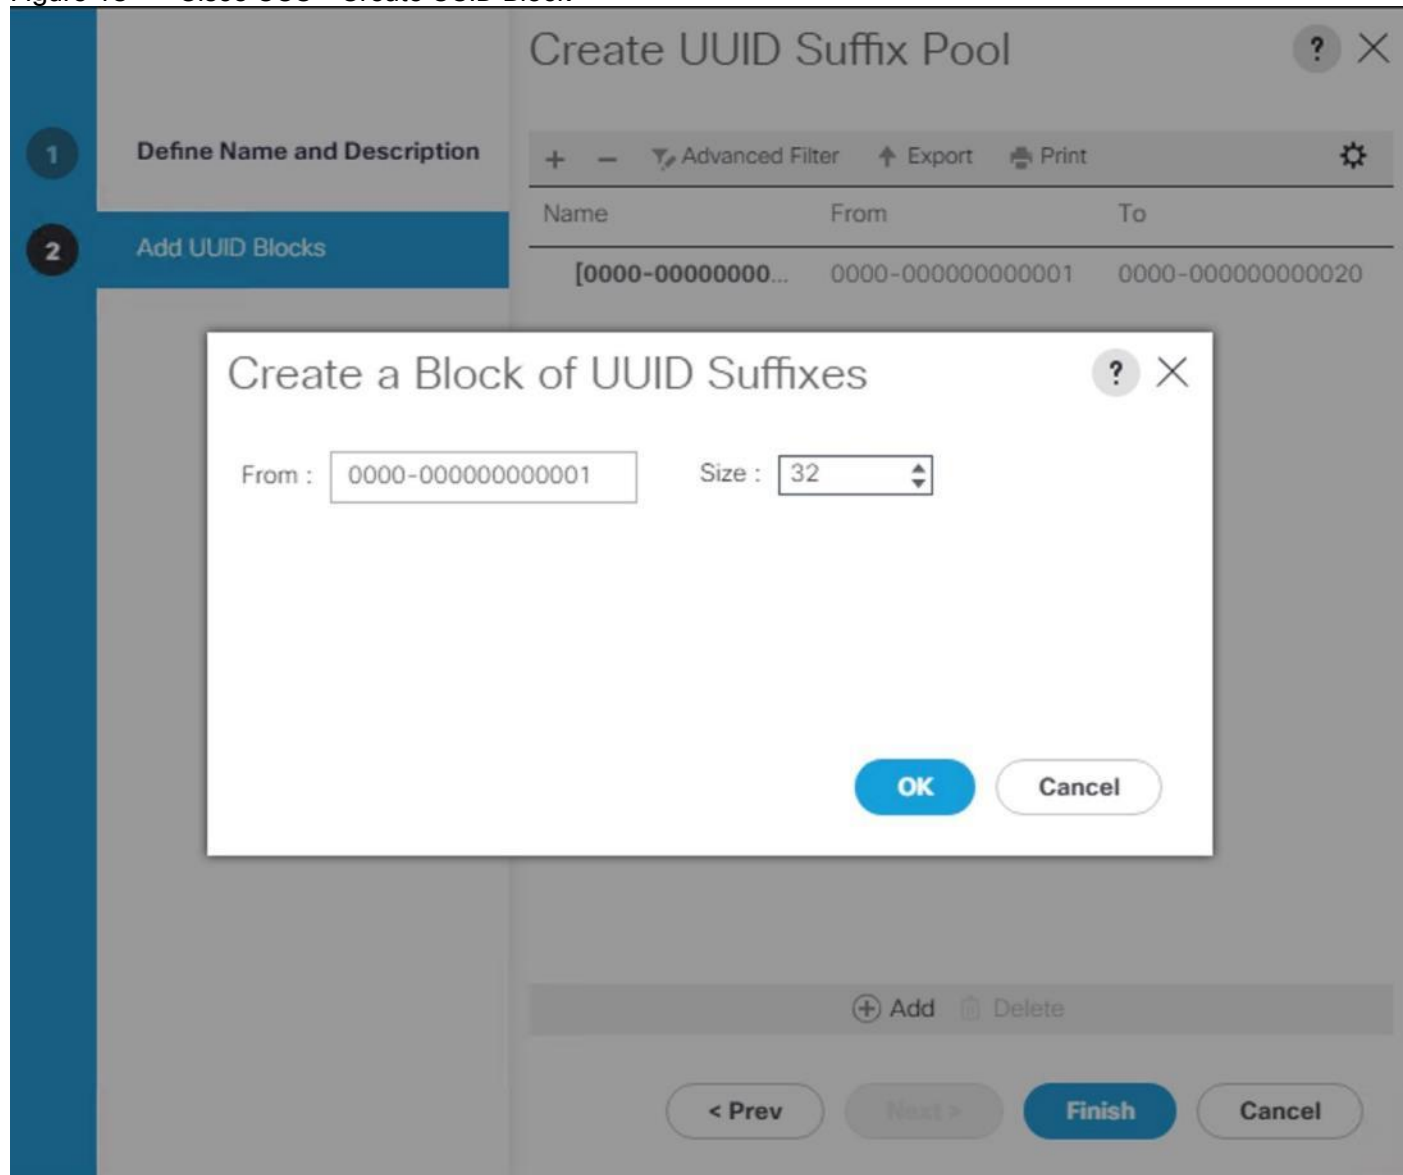 Create UUID Suffix Pool
?
1 Define Name and Description
+ − Advanced Filter Export Print
Name From To
2 Add UUID Blocks
[0000-00000000... 0000-000000000001 0000-000000000020
Create a Block of UUID Suffixes
?
From : 0000-000000000001 Size : 32
OK Cancel
+ Add Delete
< Prev Next > Finish Cancel